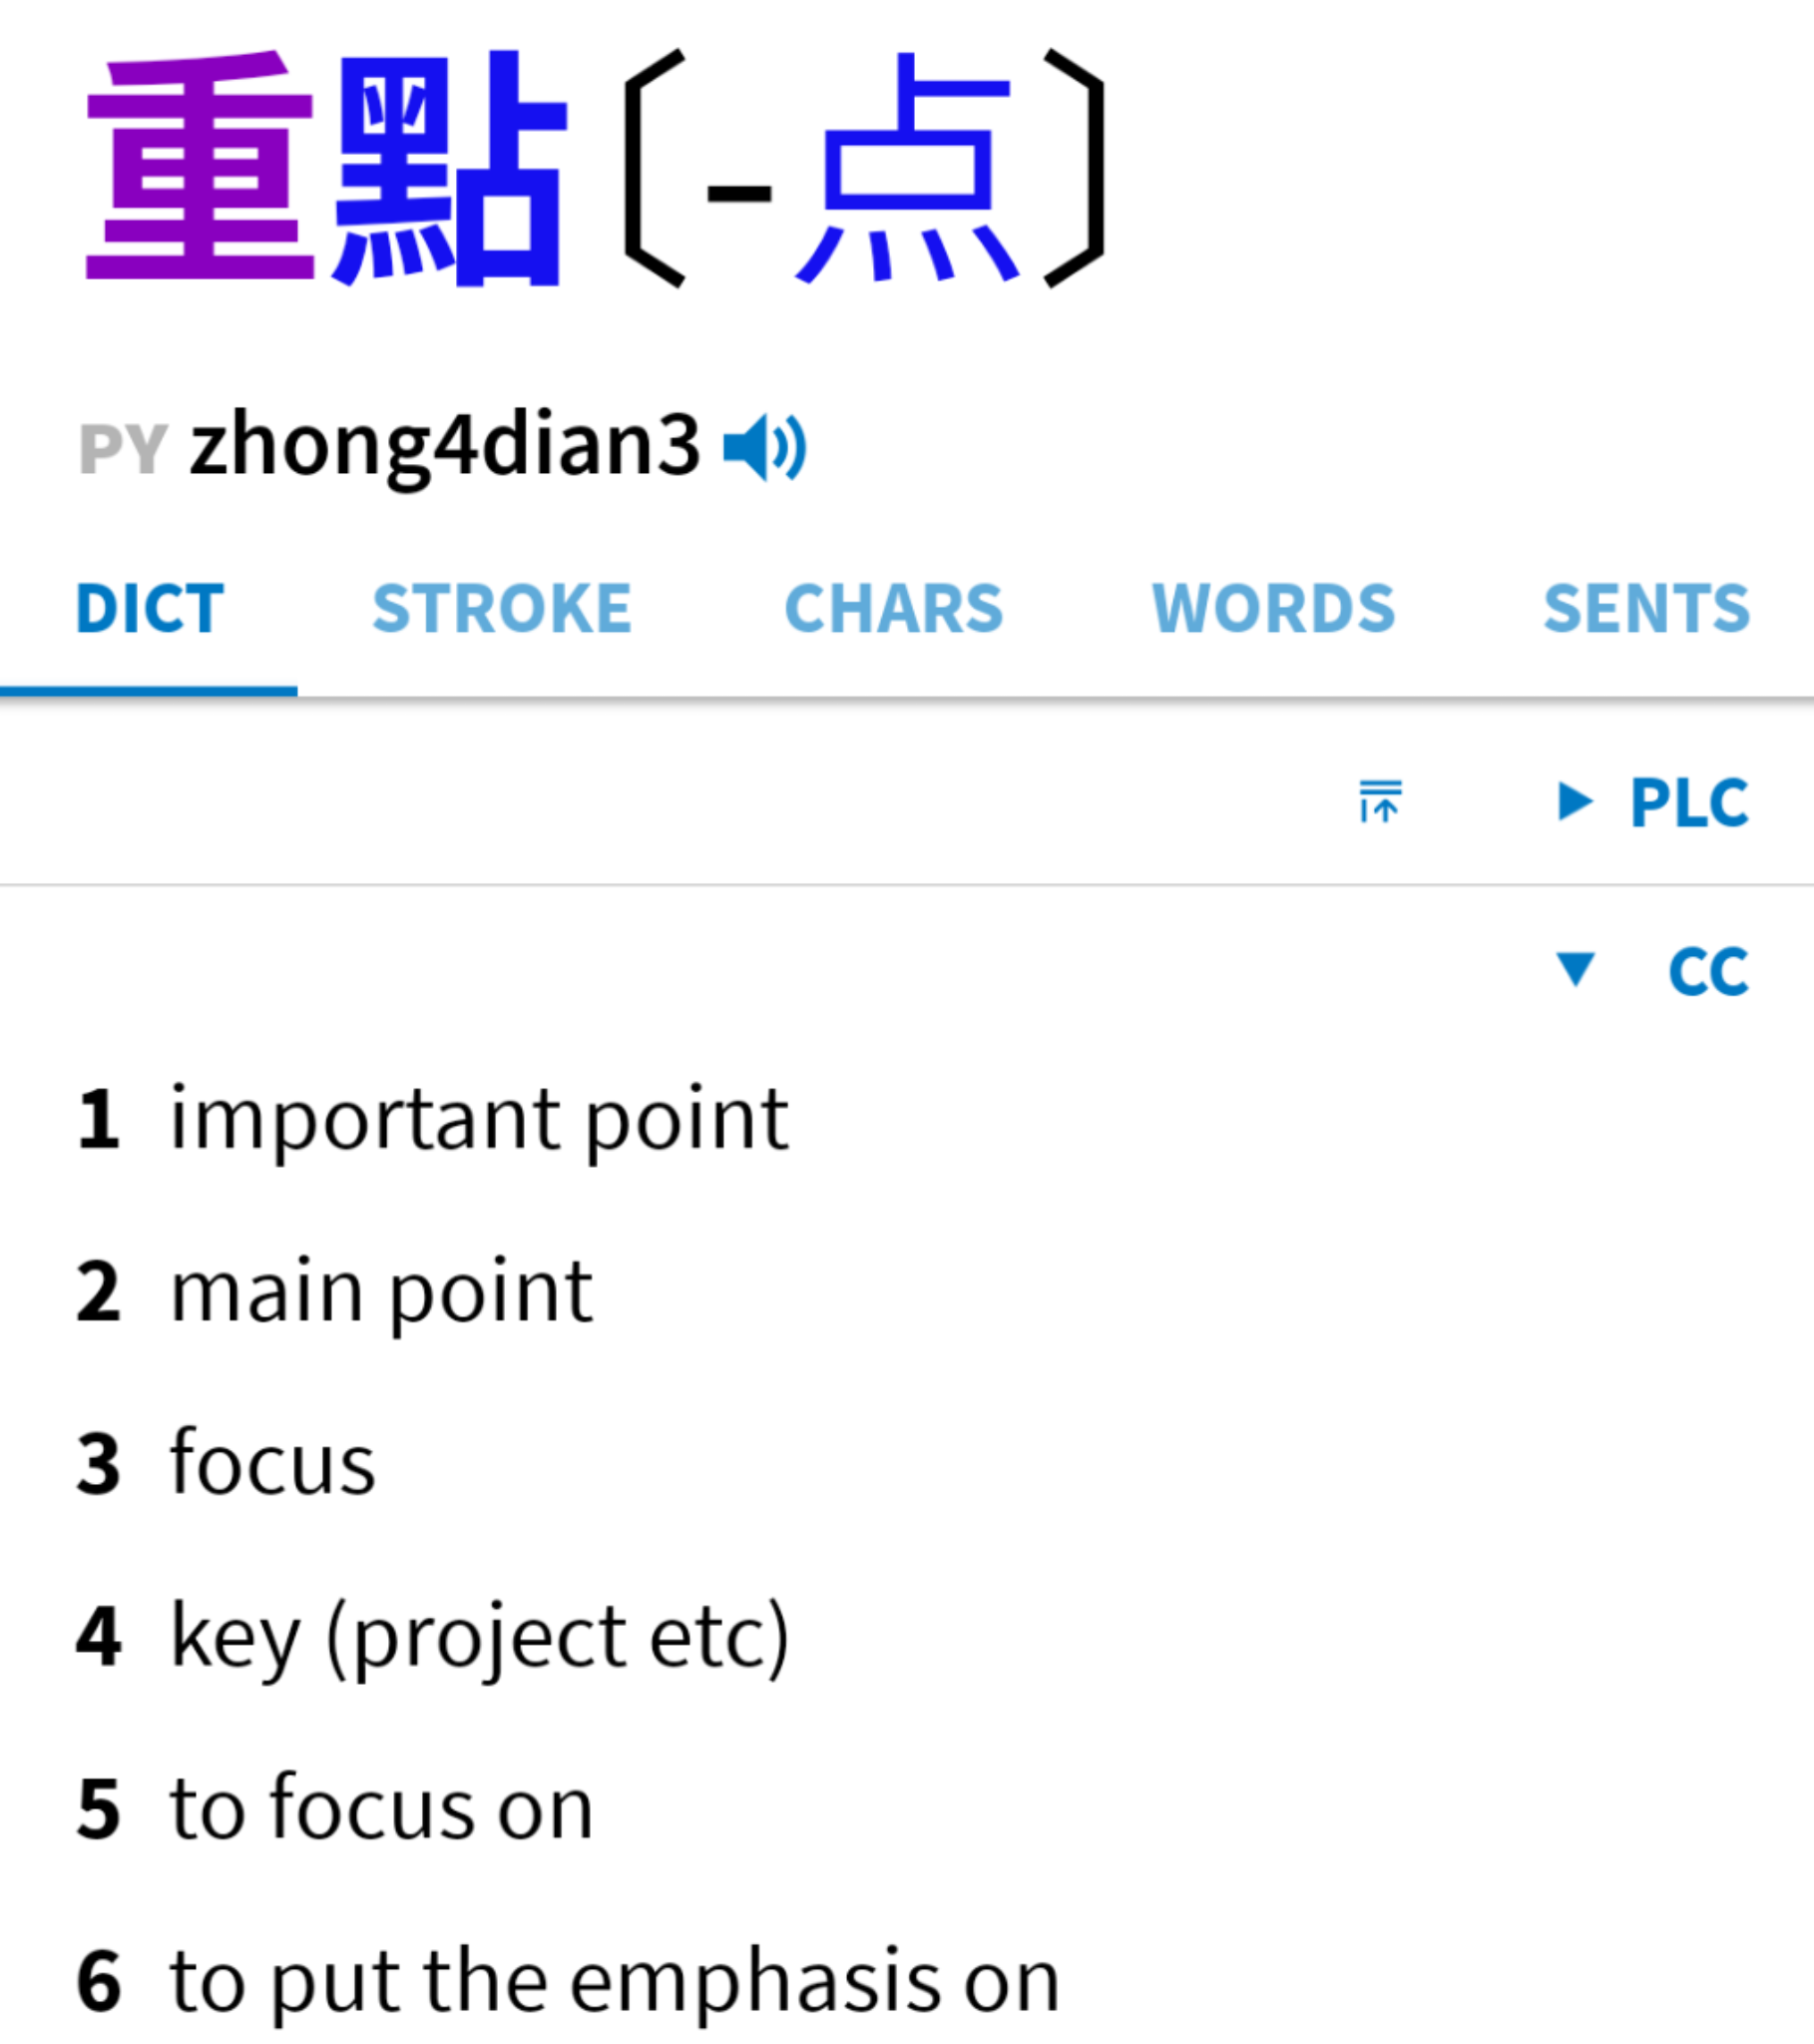 重點〔-点〕
PY zhong4dian3
DICT STROKE CHARS WORDS SENTS
PLC
CC
1 important point
2 main point
3 focus
4 key (project etc)
5 to focus on
6 to put the emphasis on